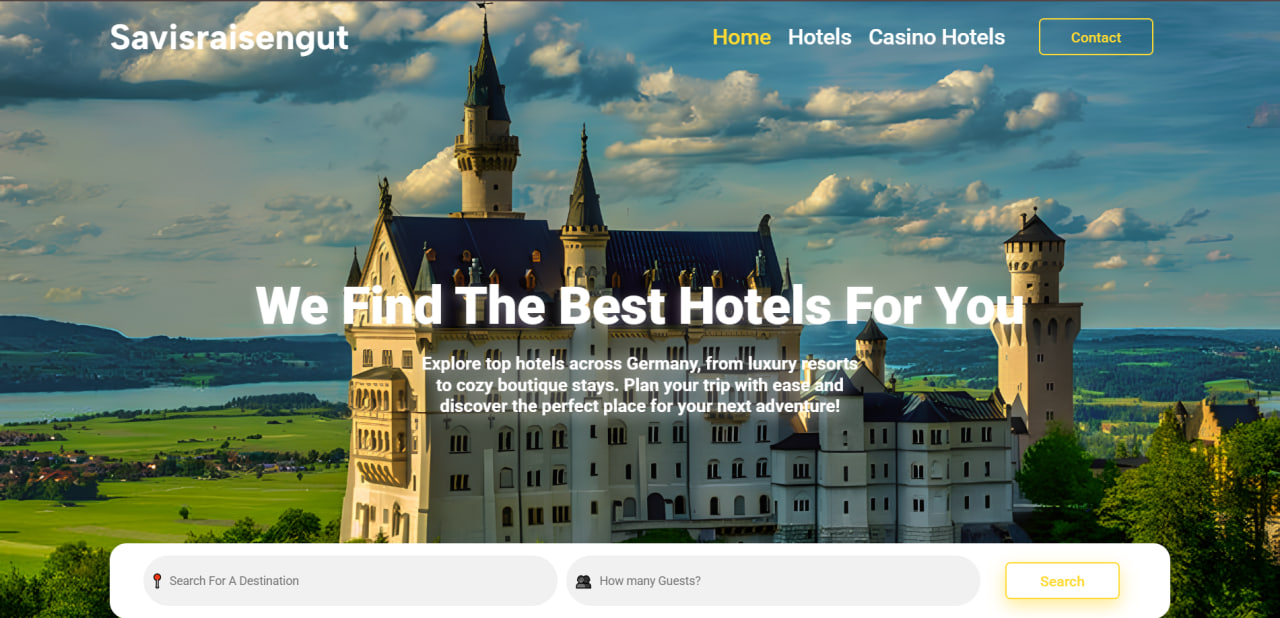 Savisraisengut
Home Hotels Casino Hotels Contact
We Find The Best Hotels For You
Explore top hotels across Germany, from luxury resorts
to cozy boutique stays. Plan your trip with ease and
discover the perfect place for your next adventure!
Search For A Destination
How many Guests?
Search